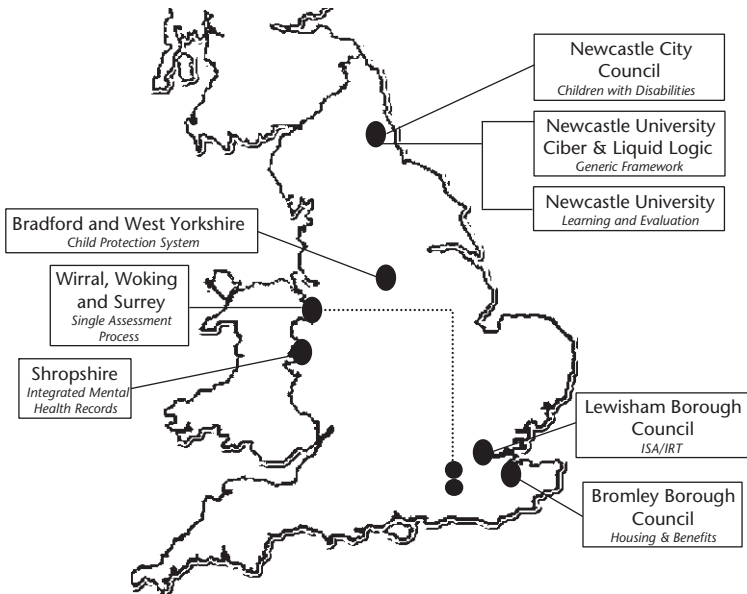 Newcastle City
Council
Children with Disabilities
Newcastle University
Ciber & Liquid Logic
Generic Framework
Newcastle University
Learning and Evaluation
Bradford and West Yorkshire
Child Protection System
Wirral, Woking
and Surrey
Single Assessment
Process
Shropshire
Integrated Mental
Health Records
Lewisham Borough
Council
ISA/IRT
Bromley Borough
Council
Housing & Benefits